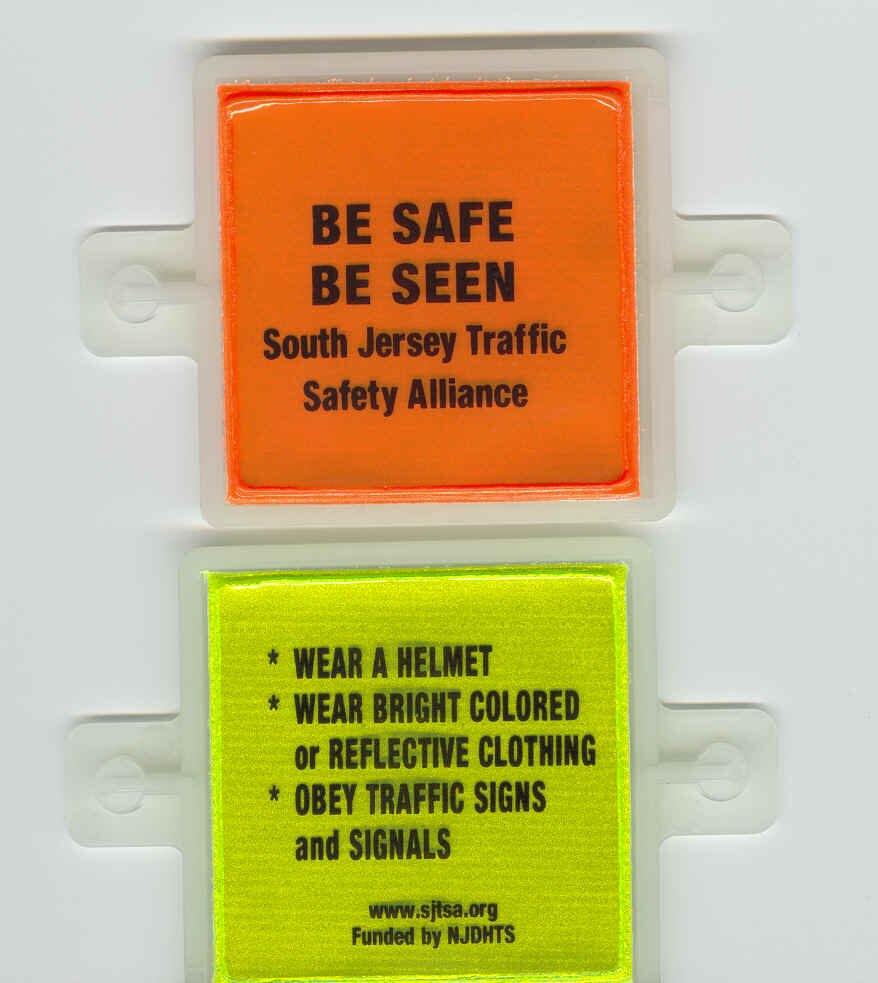 BE SAFE
BE SEEN
South Jersey Traffic
Safety Alliance
* WEAR A HELMET
* WEAR BRIGHT COLORED
or REFLECTIVE CLOTHING
* OBEY TRAFFIC SIGNS
and SIGNALS
www.sjtsa.org
Funded by NJDHTS